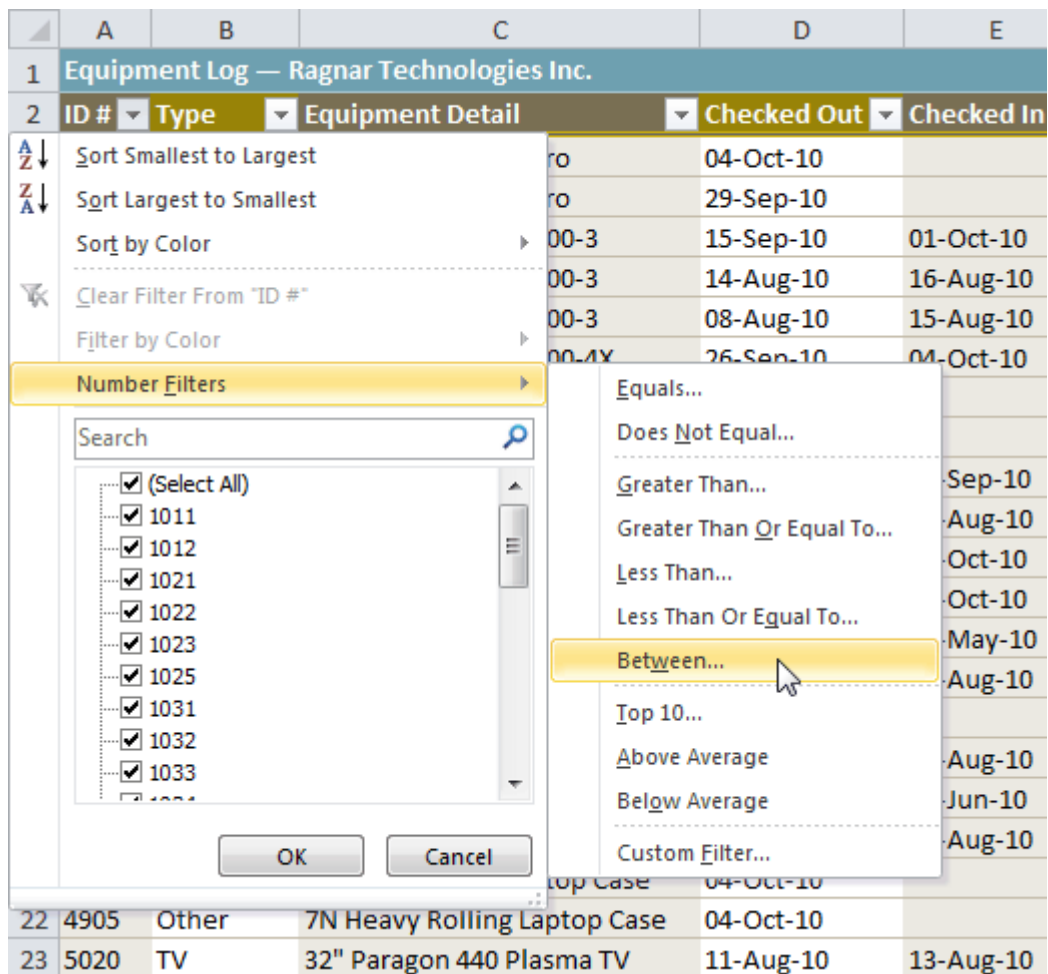 A B C D E
1 Equipment Log — Ragnar Technologies Inc.
2 ID # Type Equipment Detail Checked Out Checked In
Sort Smallest to Largest
Sort Largest to Smallest
Sort by Color
Clear Filter From "ID #"
Filter by Color
Number Filters
Search
(Select All)
1011
1012
1021
1022
1023
1025
1031
1032
1033
OK Cancel
Equals...
Does Not Equal...
Greater Than...
Greater Than Or Equal To...
Less Than...
Less Than Or Equal To...
Between...
Top 10...
Above Average
Below Average
Custom Filter...
ro 04-Oct-10
ro 29-Sep-10
00-3 15-Sep-10 01-Oct-10
00-3 14-Aug-10 16-Aug-10
00-3 08-Aug-10 15-Aug-10
00-4X 26-Sep-10 04-Oct-10
-Sep-10
-Aug-10
-Oct-10
-Oct-10
-May-10
-Aug-10
-Aug-10
-Jun-10
-Aug-10
top Case 04-Oct-10
22 4905 Other 7N Heavy Rolling Laptop Case 04-Oct-10
23 5020 TV 32" Paragon 440 Plasma TV 11-Aug-10 13-Aug-10